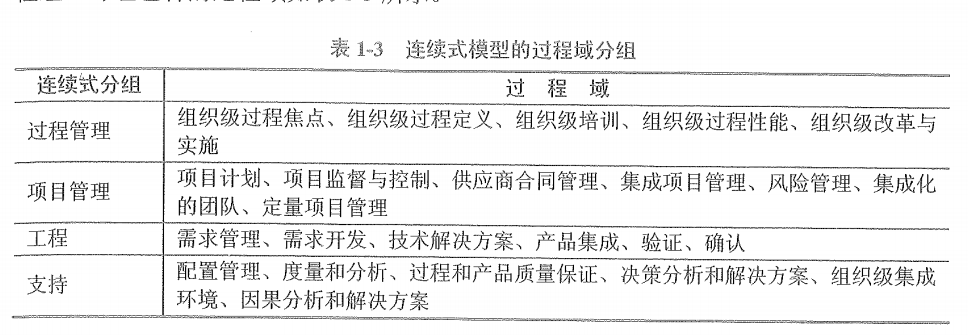 表1-3 连续式模型的过程域分组
连续式分组 过 程 域
过程管理 组织级过程焦点、组织级过程定义、组织级培训、组织级过程性能、组织级改革与
实施
项目管理 项目计划、项目监督与控制、供应商合同管理、集成项目管理、风险管理、集成化
的团队、定量项目管理
工程 需求管理、需求开发、技术解决方案、产品集成、验证、确认
支持 配置管理、度量和分析、过程和产品质量保证、决策分析和解决方案、组织级集成
环境、因果分析和解决方案